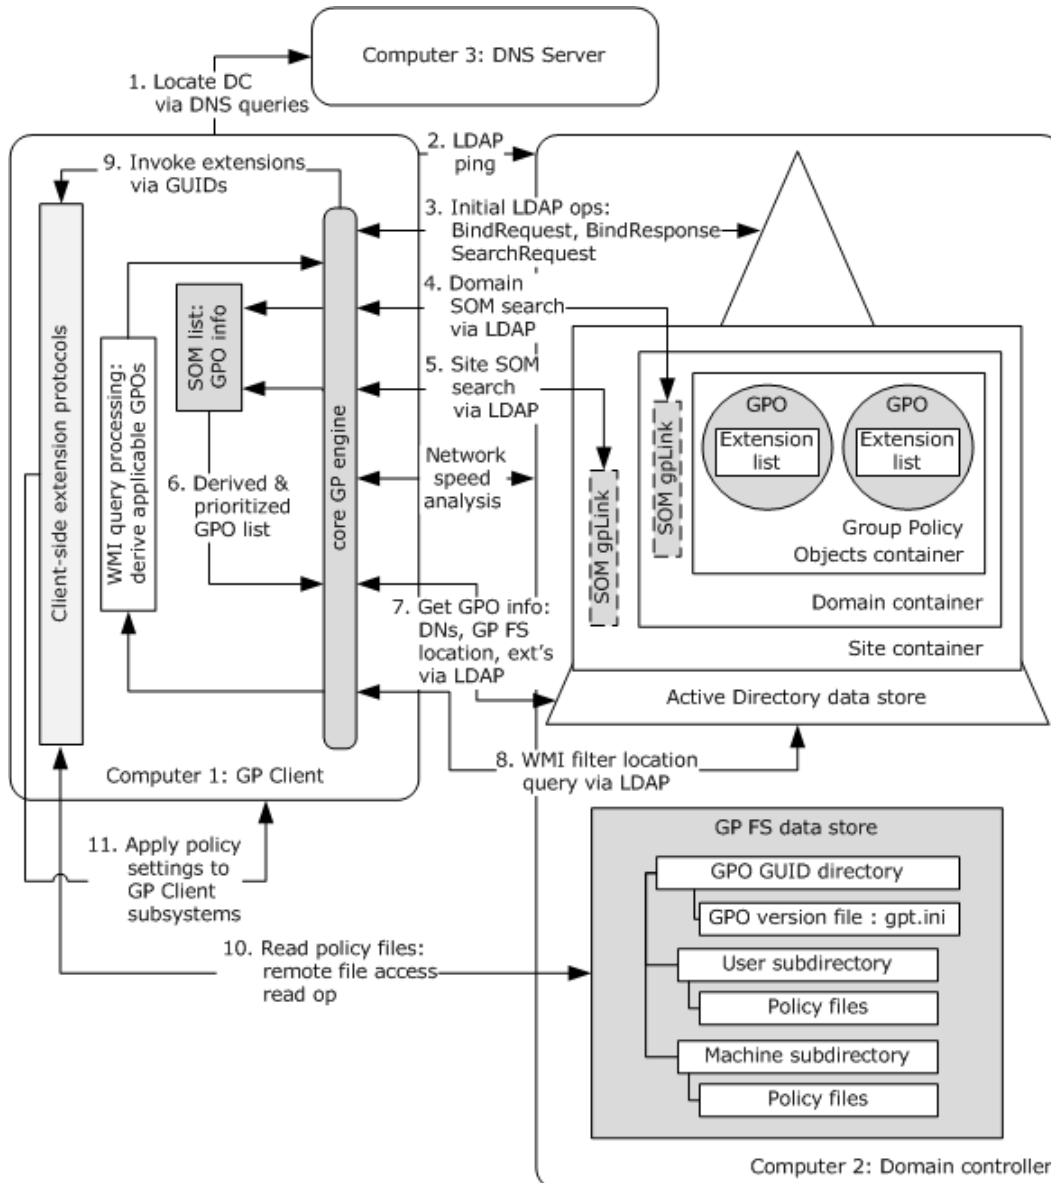 Computer 3: DNS Server
1. Locate DC
via DNS queries
9. Invoke extensions
via GUIDs
2. LDAP
ping
3. Initial LDAP ops:
BindRequest, BindResponse
SearchRequest
4. Domain
SOM search
via LDAP
5. Site SOM
search
via LDAP
Network
speed
analysis
Client-side extension protocols
WMI query processing:
derive applicable GPOs
SOM list:
GPO info
core GP engine
6. Derived &
prioritized
GPO list
7. Get GPO info:
DNs, GP FS
location, ext's
via LDAP
8. WMI filter location
query via LDAP
Computer 1: GP Client
SOM gpLink
SOM gpLink
GPO
Extension
list
GPO
Extension
list
Group Policy
Objects container
Domain container
Site container
Active Directory data store
11. Apply policy
settings to
GP Client
subsystems
10. Read policy files:
remote file access
read op
GP FS data store
GPO GUID directory
GPO version file : gpt.ini
User subdirectory
Policy files
Machine subdirectory
Policy files
Computer 2: Domain controller